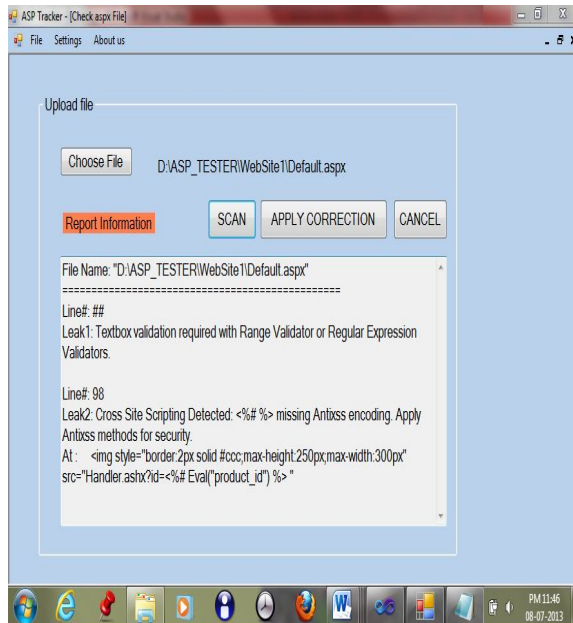 ASP Tracker - [Check aspx File]
File Settings About us
Upload file
Choose File D:\ASP_TESTER\WebSite1\Default.aspx
Report Information SCAN APPLY CORRECTION CANCEL
File Name: "D:\ASP_TESTER\WebSite1\Default.aspx"
================================================
Line#: ##
Leak1: Textbox validation required with Range Validator or Regular Expression
Validators.
Line#: 98
Leak2: Cross Site Scripting Detected: <%# %> missing Antixss encoding. Apply
Antixss methods for security.
At : <img style="border:2px solid #ccc;max-height:250px;max-width:300px"
src="Handler.ashx?id=<%# Eval("product_id") %> "
PM 11:46
08-07-2013